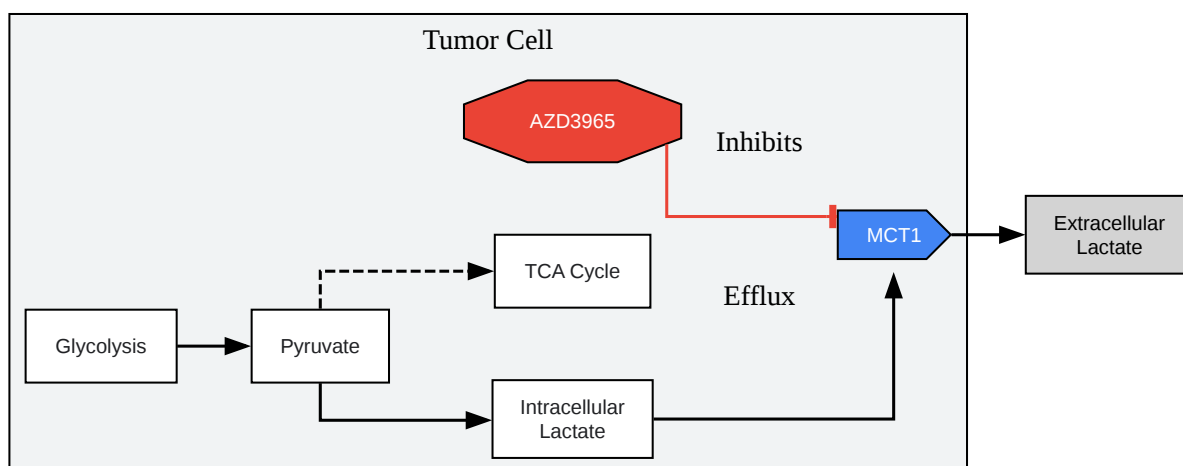 Tumor Cell
AZD3965
Inhibits
MCT1
Extracellular
Lactate
TCA Cycle
Efflux
Glycolysis
Pyruvate
Intracellular
Lactate